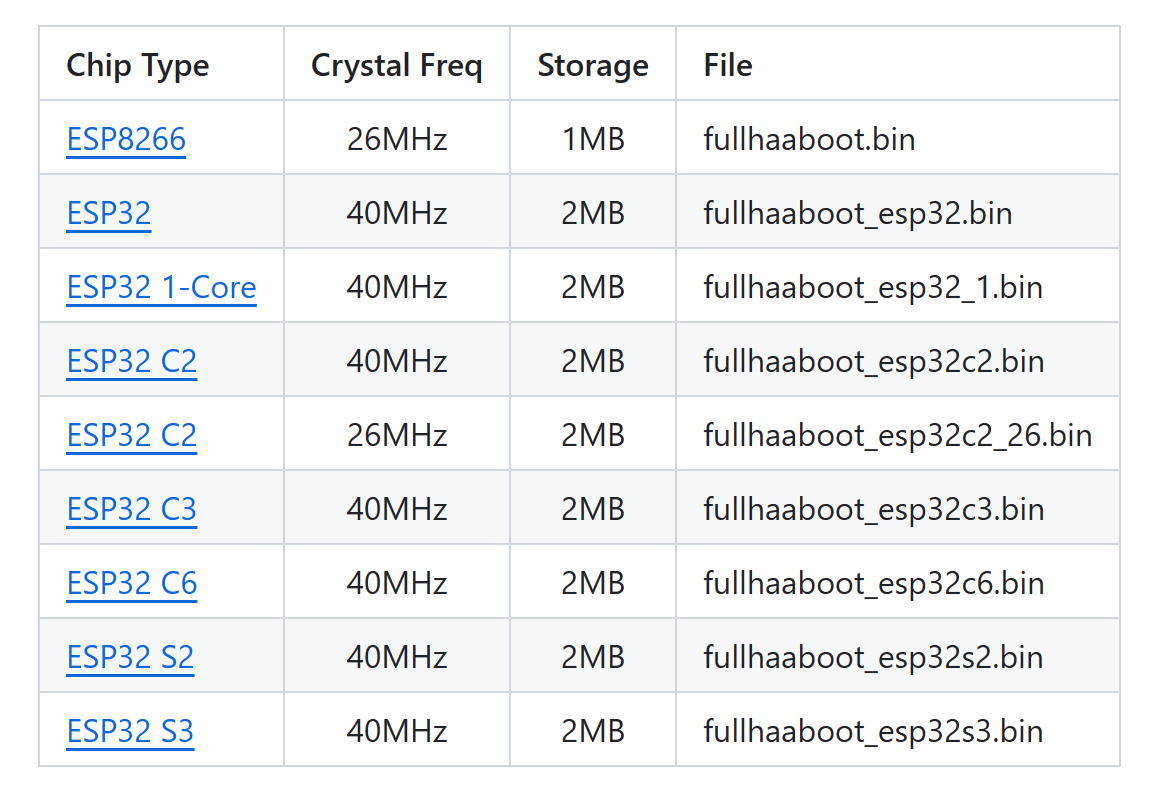 Chip Type Crystal Freq Storage File
ESP8266 26MHz 1MB fullhaaboot.bin
ESP32 40MHz 2MB fullhaaboot_esp32.bin
ESP32 1-Core 40MHz 2MB fullhaaboot_esp32_1.bin
ESP32 C2 40MHz 2MB fullhaaboot_esp32c2.bin
ESP32 C2 26MHz 2MB fullhaaboot_esp32c2_26.bin
ESP32 C3 40MHz 2MB fullhaaboot_esp32c3.bin
ESP32 C6 40MHz 2MB fullhaaboot_esp32c6.bin
ESP32 S2 40MHz 2MB fullhaaboot_esp32s2.bin
ESP32 S3 40MHz 2MB fullhaaboot_esp32s3.bin